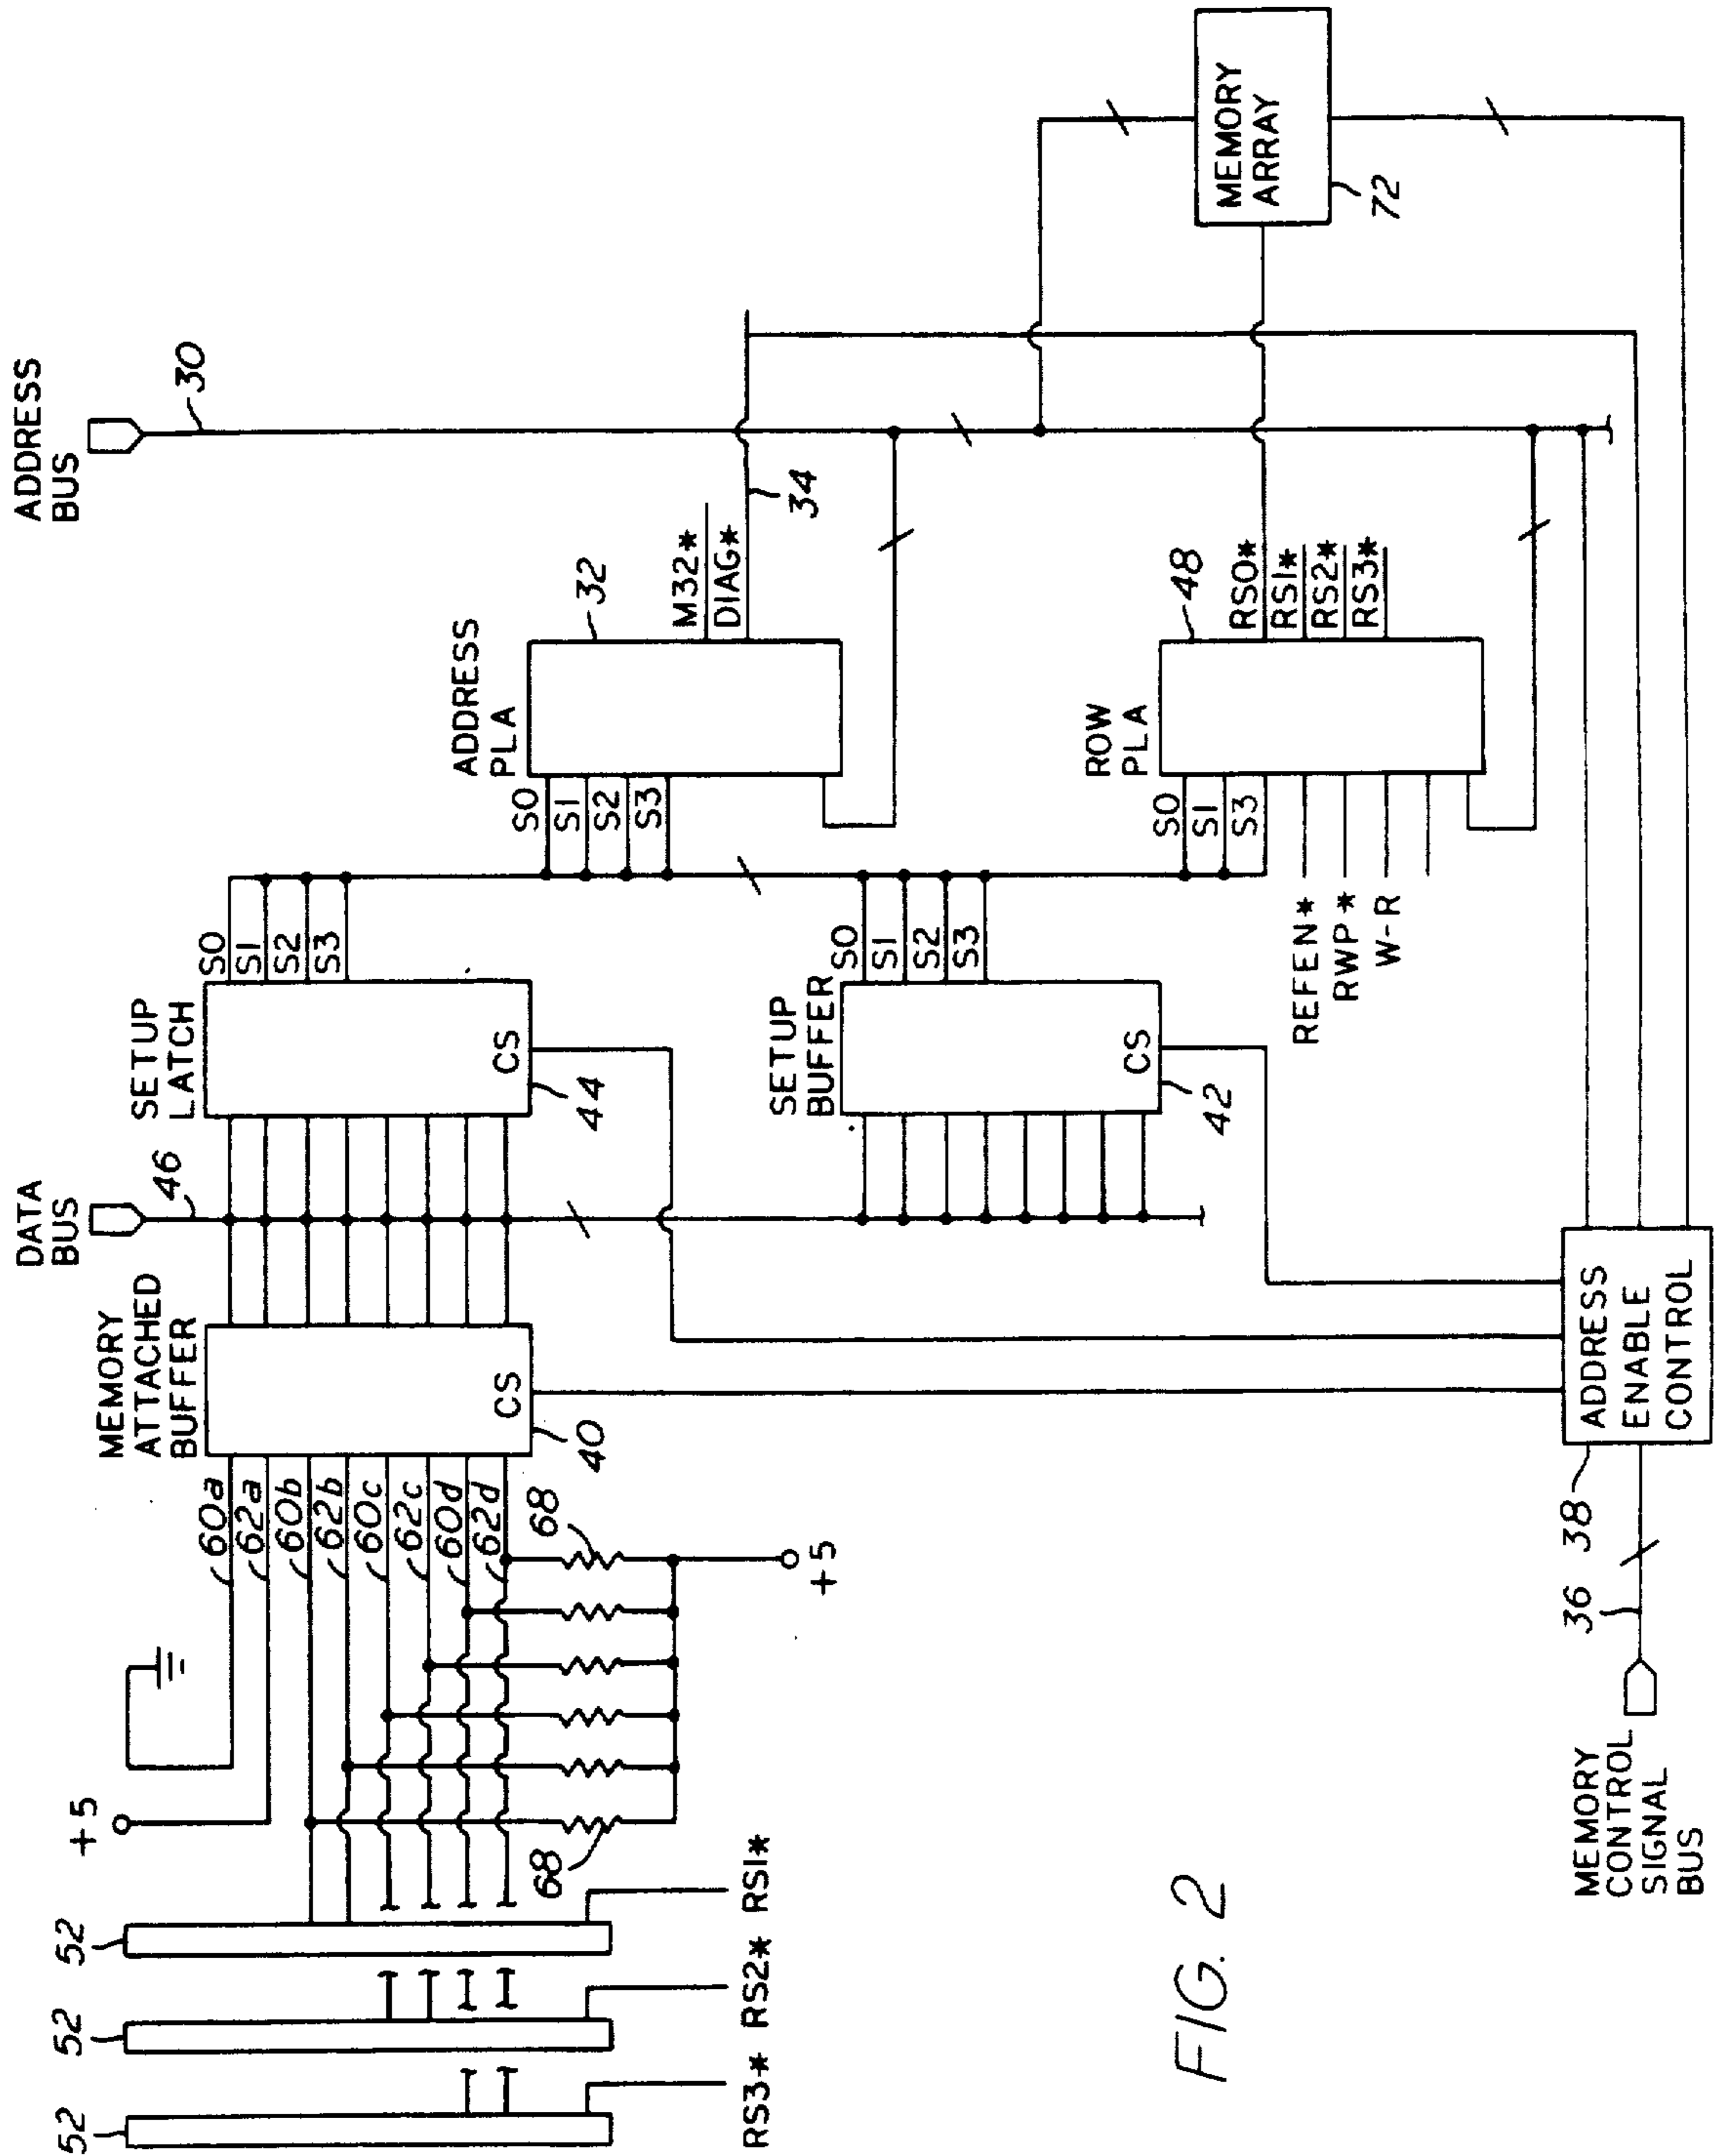 ADDRESS
BUS
30
DATA
BUS
46
MEMORY
ATTACHED
BUFFER
CS
40
SETUP
LATCH
S0
S1
S2
S3
CS
44
ADDRESS
PLA
S0
S1
S2
S3
M32*
DIAG*
32
34
+5
60a
62a
60b
62b
60c
62c
60d
62d
68
68
+5
52
52
52
RS3*
RS2*
RS1*
SETUP
BUFFER
S0
S1
S2
S3
CS
42
ROW
PLA
S0
S1
S3
REFEN*
RWP*
W-R
48
RS0*
RS1*
RS2*
RS3*
MEMORY
ARRAY
72
MEMORY
CONTROL
SIGNAL
BUS
36
38
ADDRESS
ENABLE
CONTROL
FIG. 2